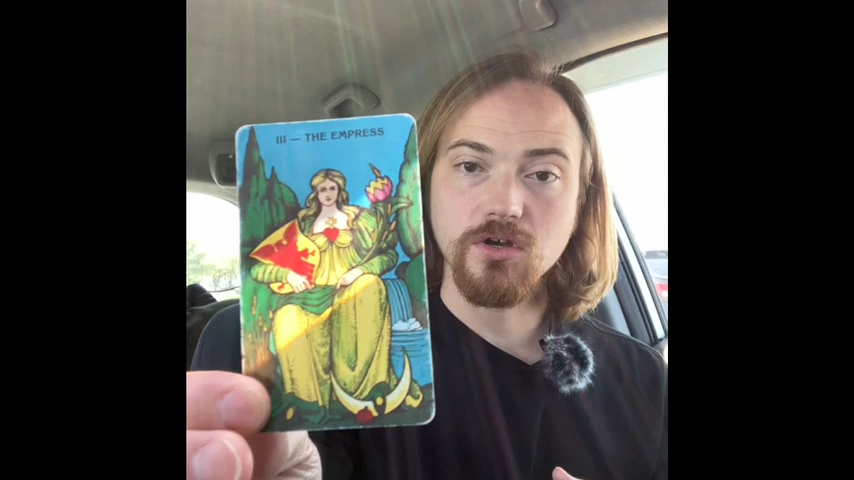 III — THE EMPRESS